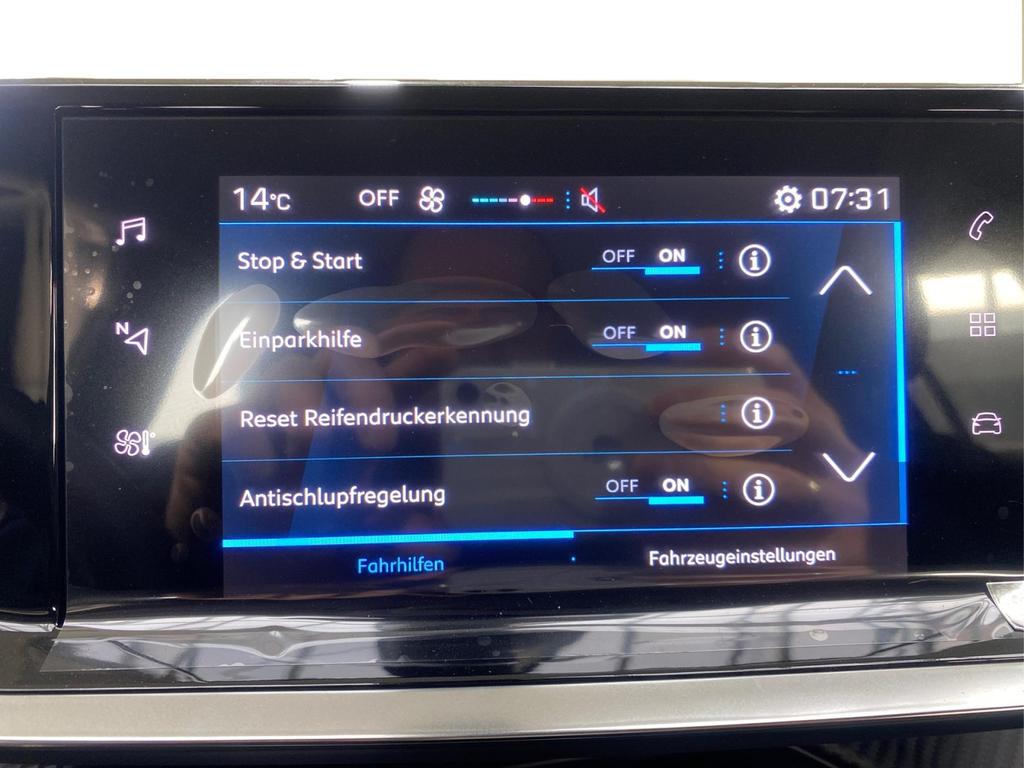 14°C OFF 07:31
Stop & Start OFF ON
Einparkhilfe OFF ON
Reset Reifendruckerkennung
Antischlupfregelung OFF ON
Fahrhilfen Fahrzeugeinstellungen
N